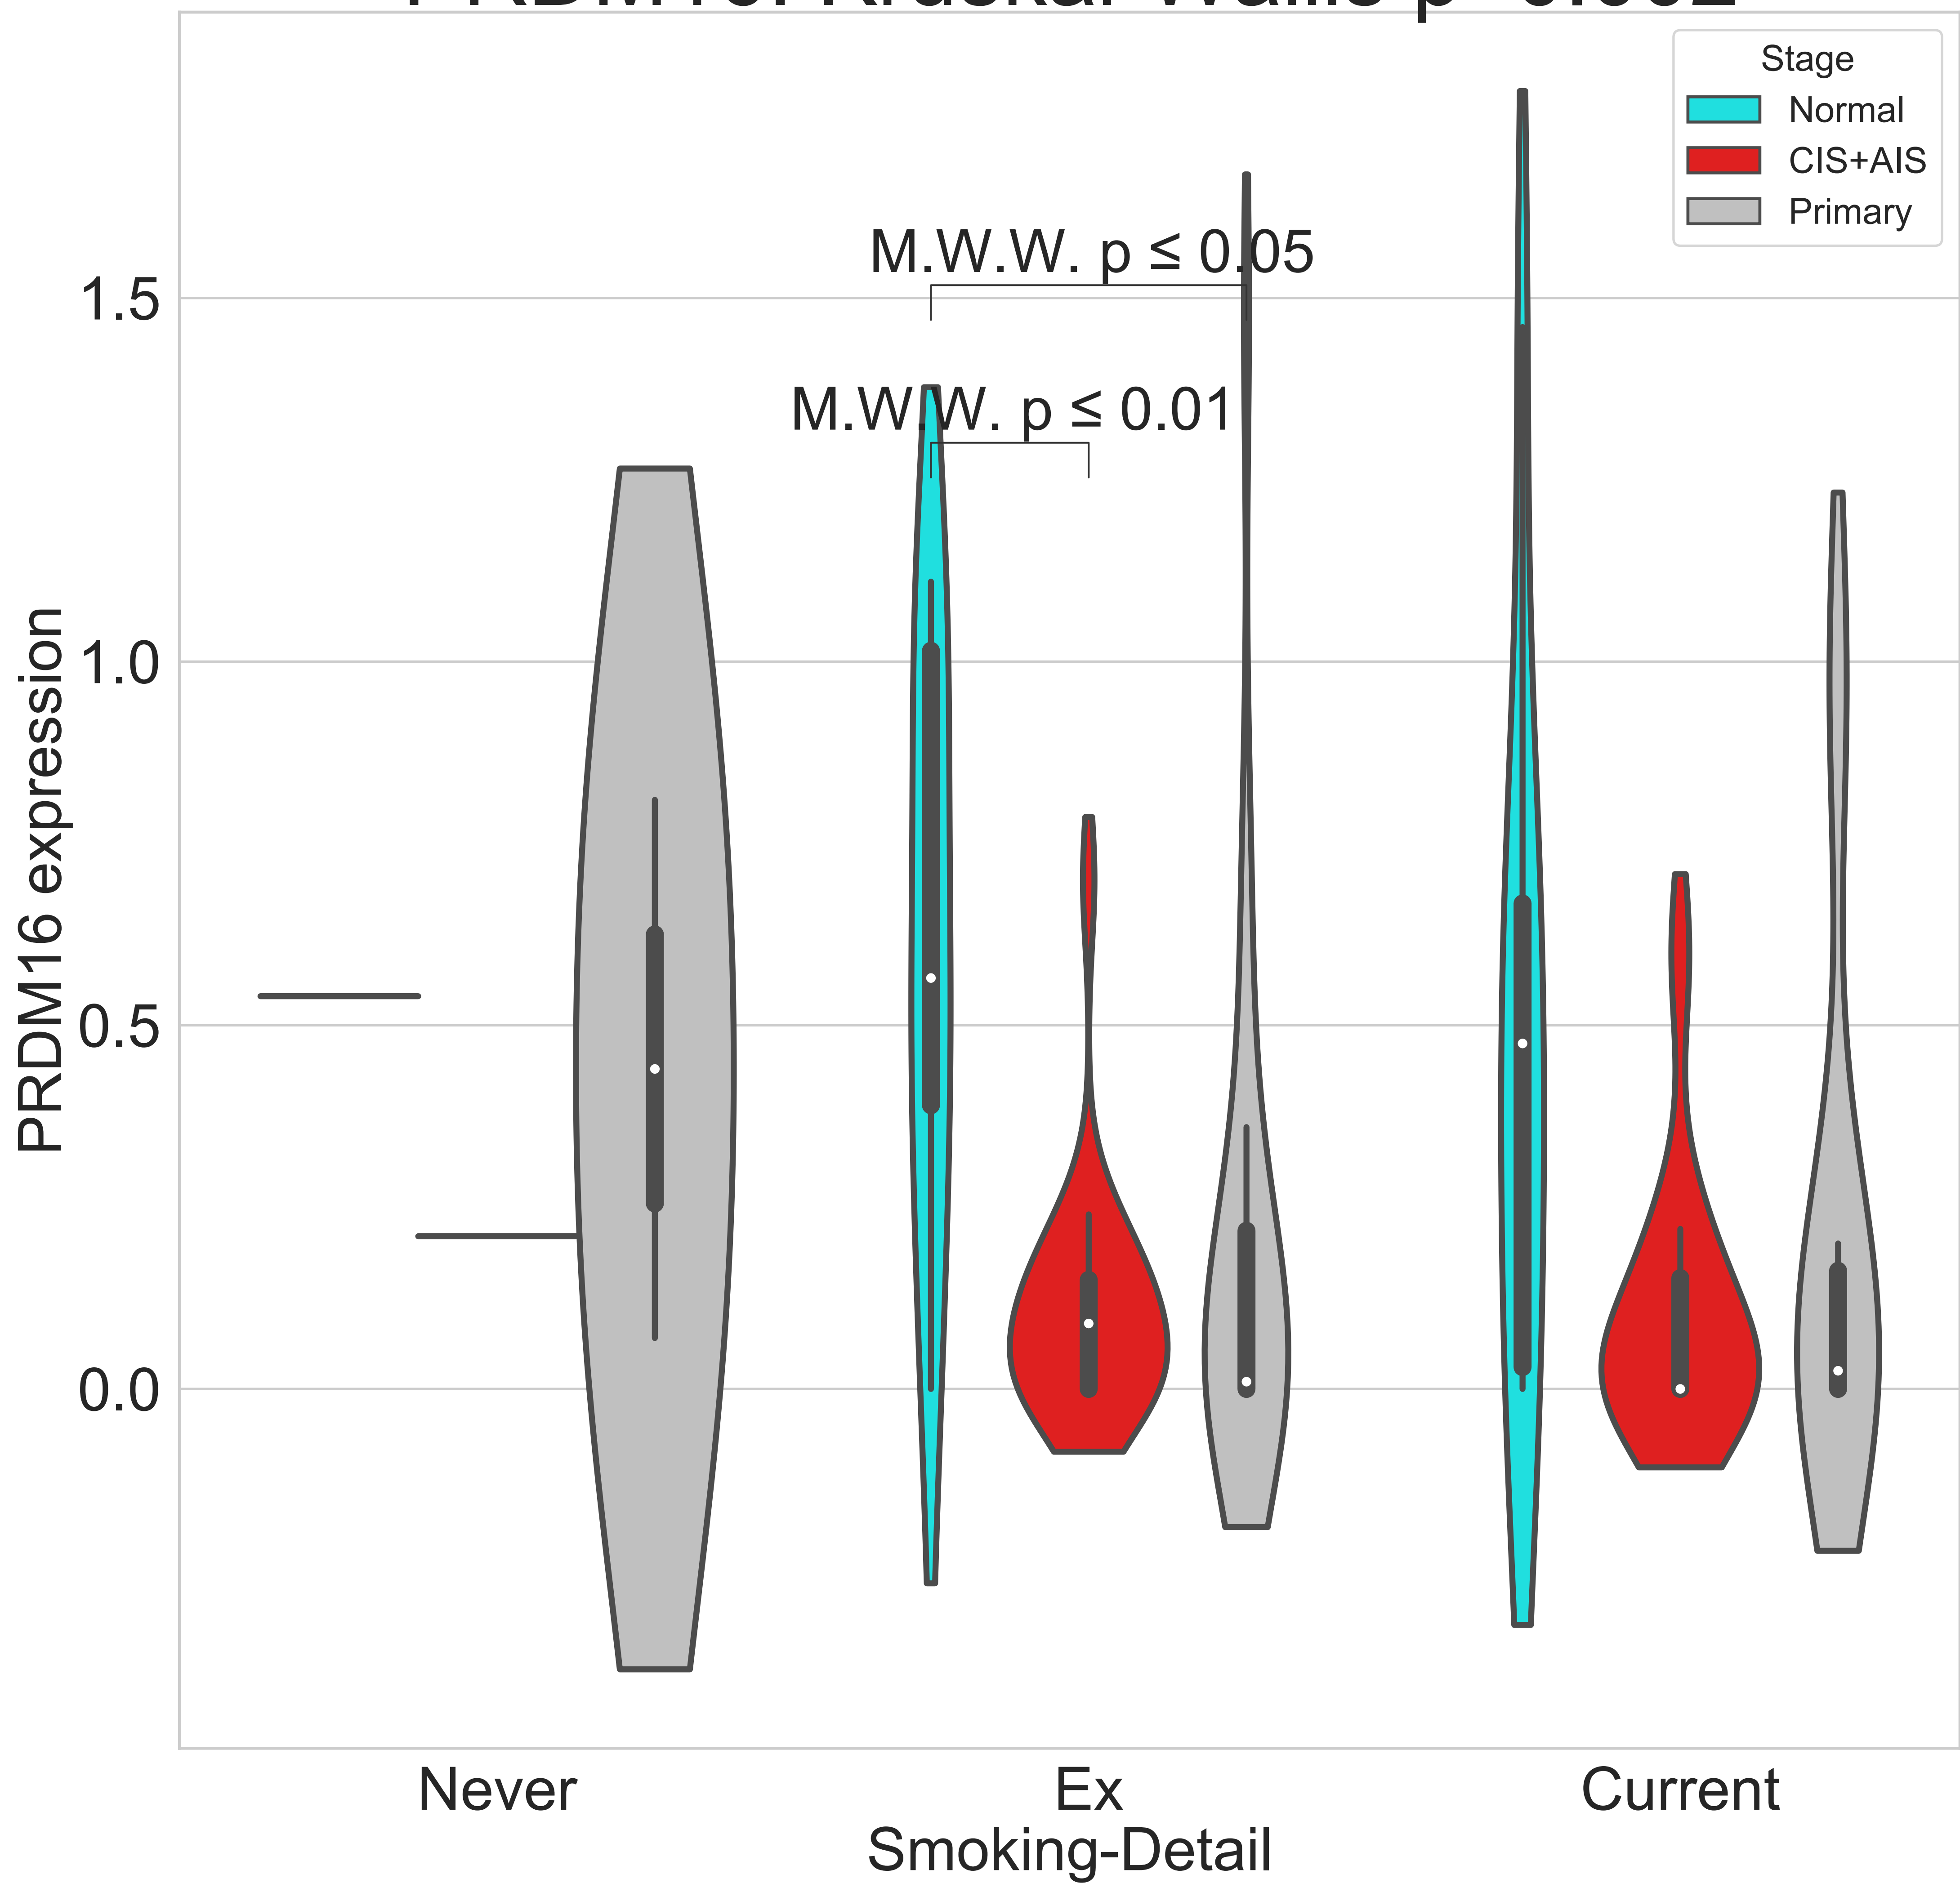 Stage
Normal
CIS+AIS
Primary
M.W.W. p ≤ 0.05
M.W.W. p ≤ 0.01
1.5
1.0
0.5
0.0
PRDM16 expression
Never
Ex
Current
Smoking-Detail